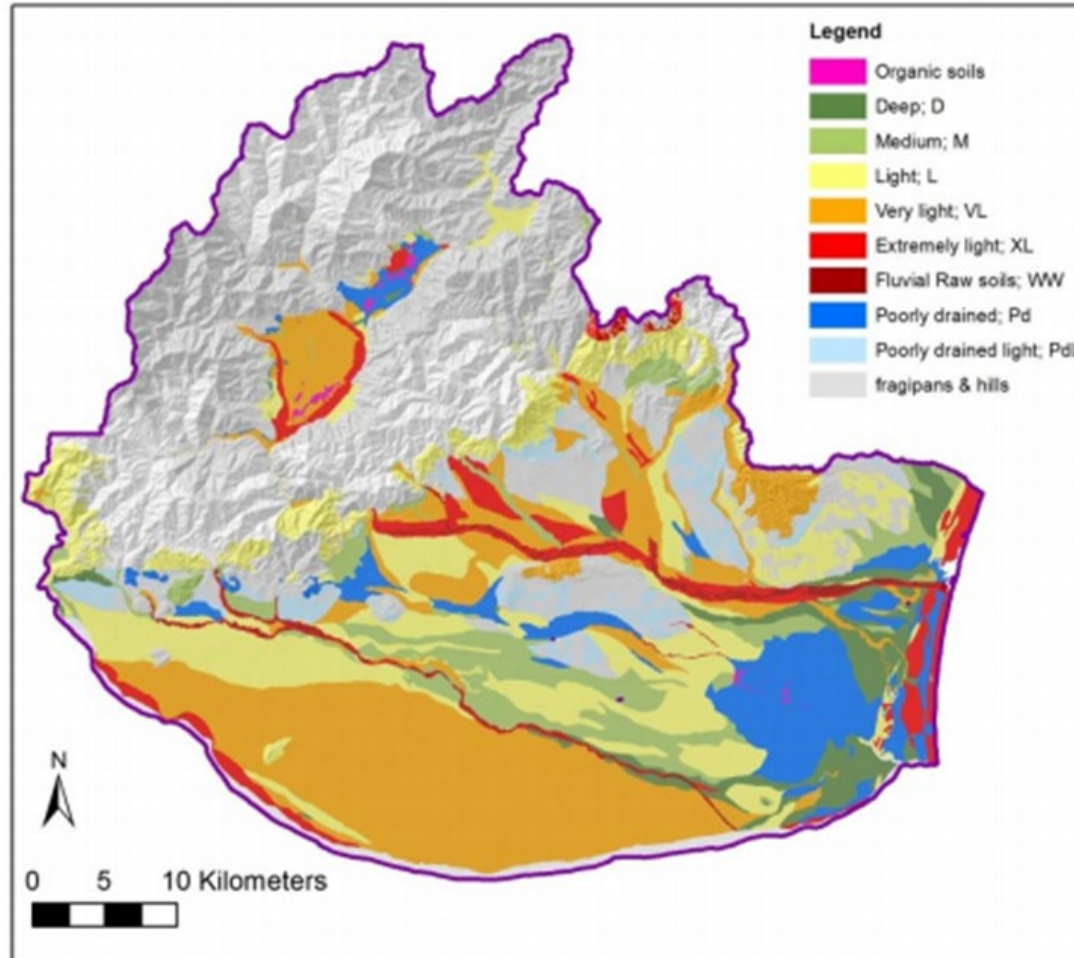 Legend
Organic soils
Deep; D
Medium; M
Light; L
Very light; VL
Extremely light; XL
Fluvial Raw soils; WW
Poorly drained; Pd
Poorly drained light; PdL
fragipans & hills
N
0 5 10 Kilometers